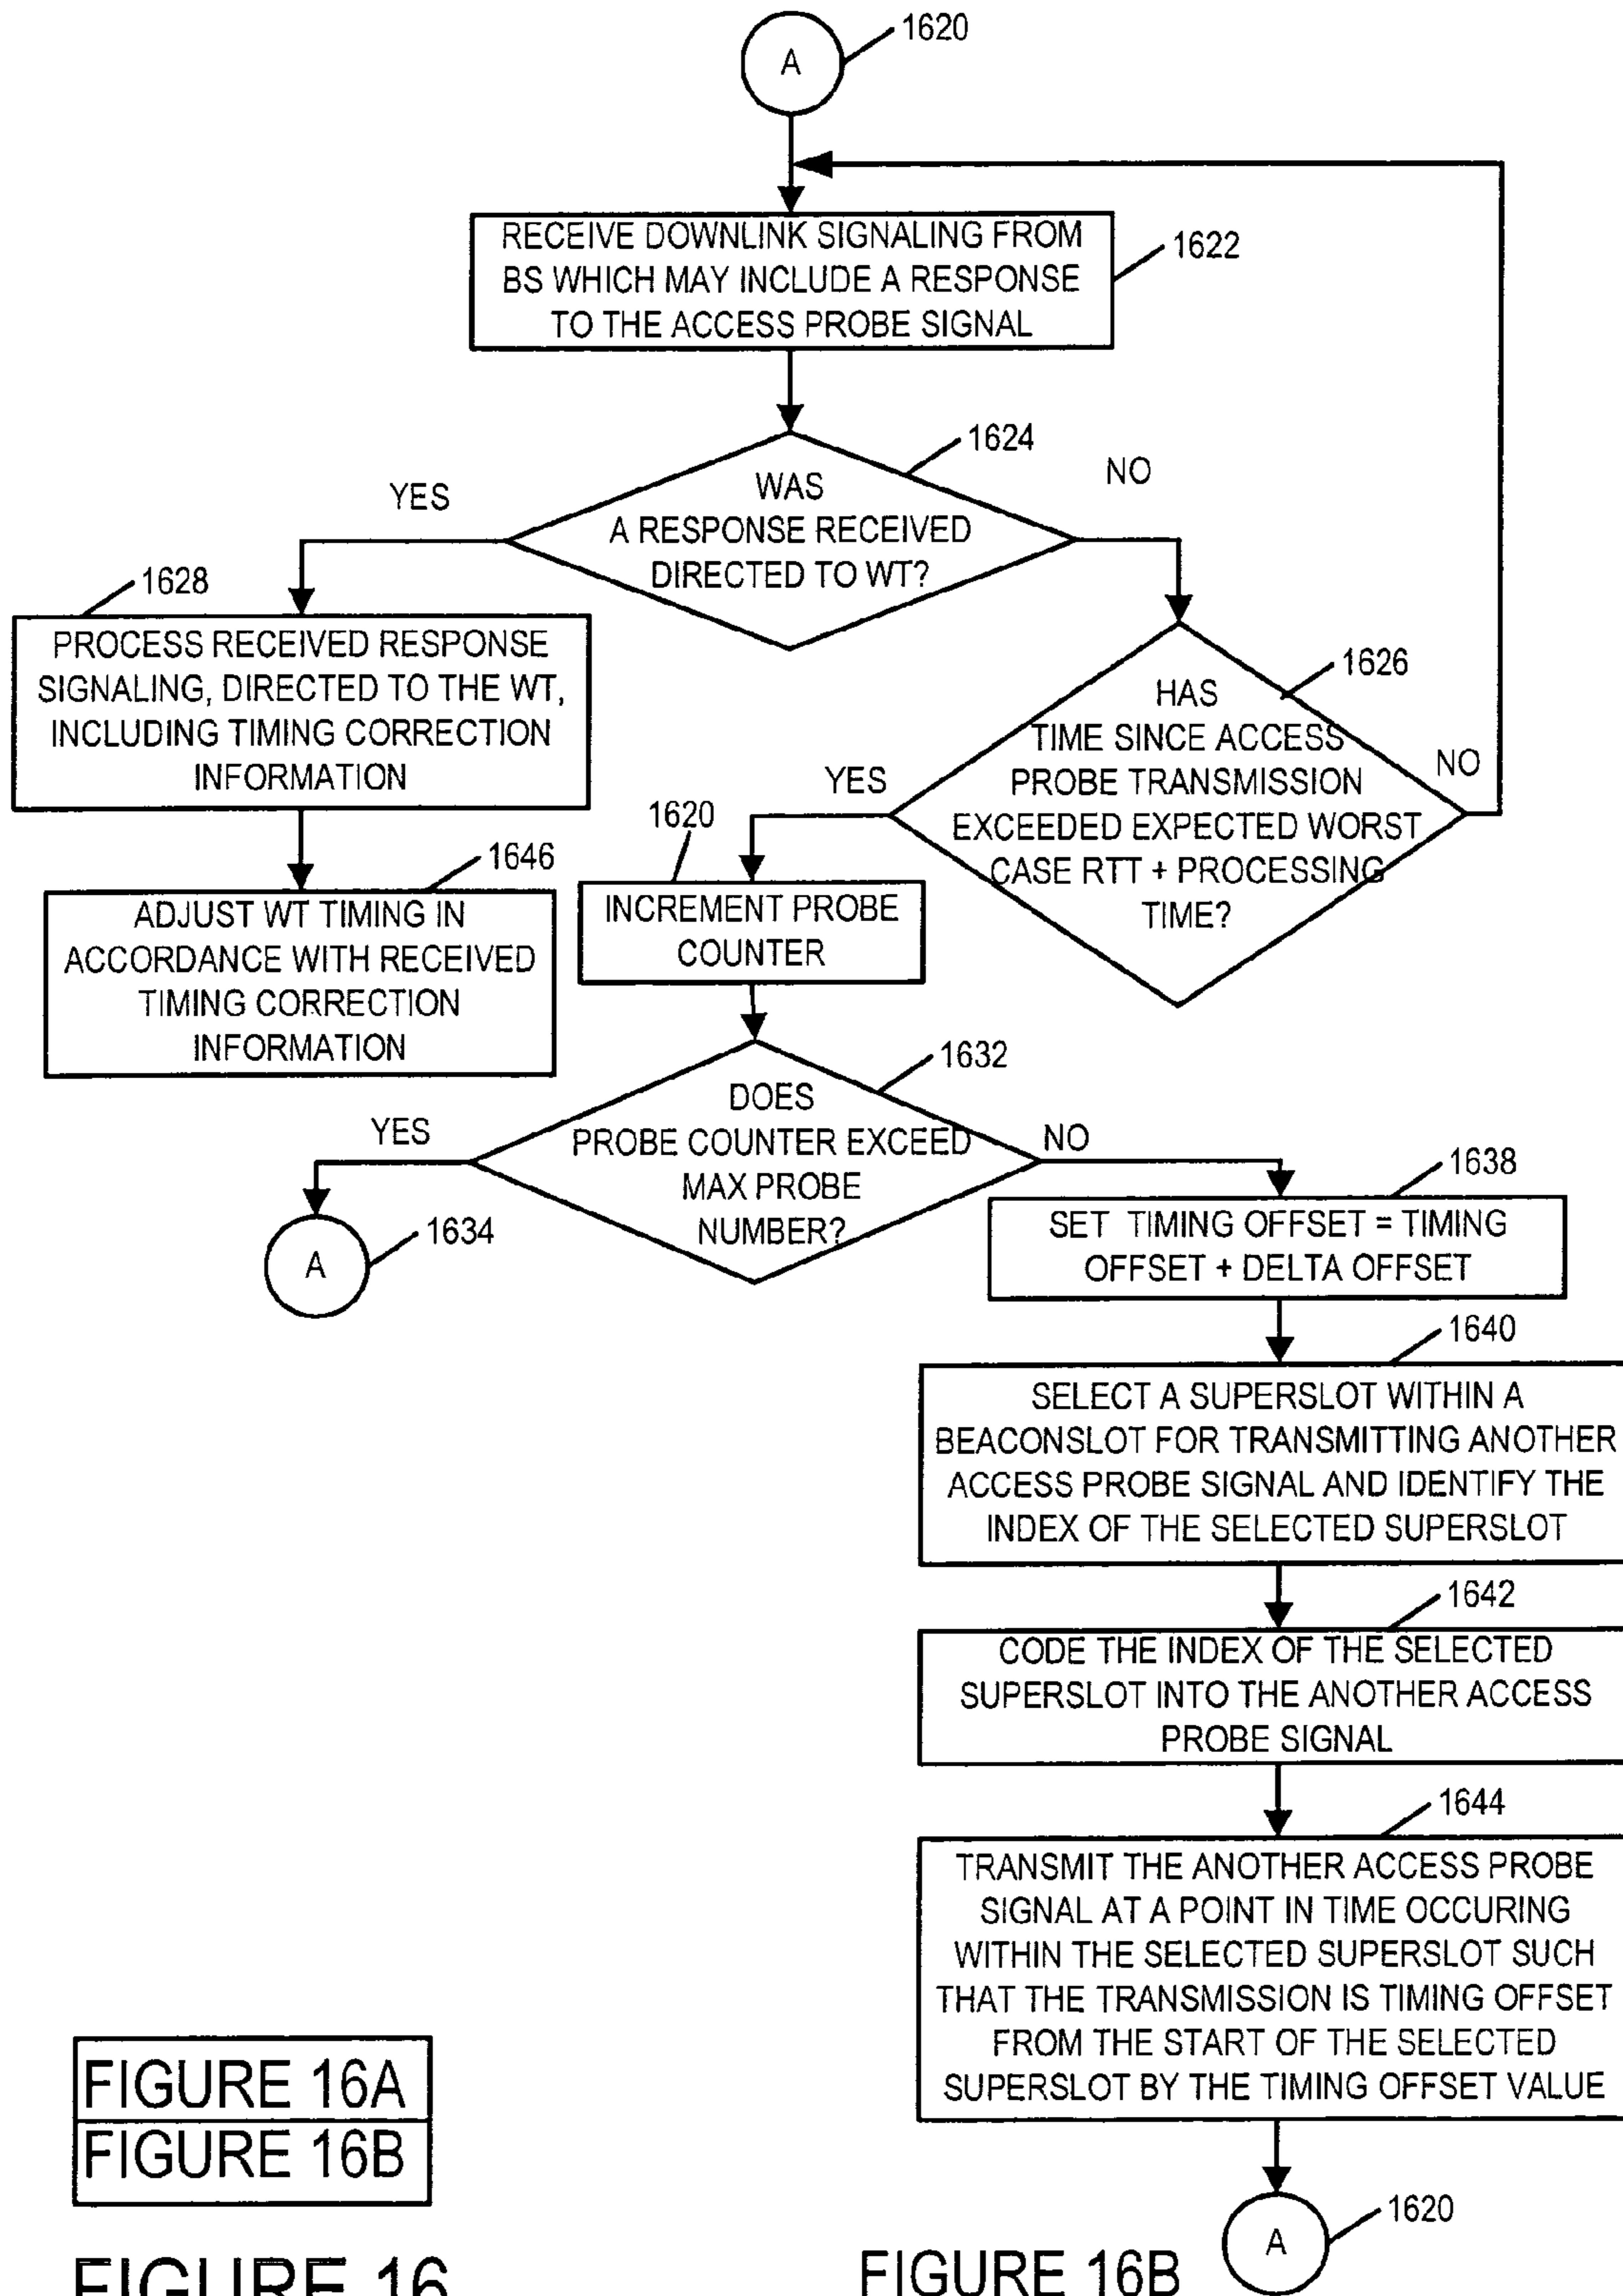 1620
A
RECEIVE DOWNLINK SIGNALING FROM
BS WHICH MAY INCLUDE A RESPONSE
TO THE ACCESS PROBE SIGNAL
1622
1624
YES
NO
WAS
A RESPONSE RECEIVED
DIRECTED TO WT?
1628
PROCESS RECEIVED RESPONSE
SIGNALING, DIRECTED TO THE WT,
INCLUDING TIMING CORRECTION
INFORMATION
1626
HAS
TIME SINCE ACCESS
PROBE TRANSMISSION
EXCEEDED EXPECTED WORST
CASE RTT + PROCESSING
TIME?
YES
NO
1646
ADJUST WT TIMING IN
ACCORDANCE WITH RECEIVED
TIMING CORRECTION
INFORMATION
1620
INCREMENT PROBE
COUNTER
1632
DOES
PROBE COUNTER EXCEED
MAX PROBE
NUMBER?
YES
NO
1634
A
1638
SET TIMING OFFSET = TIMING
OFFSET + DELTA OFFSET
1640
SELECT A SUPERSLOT WITHIN A
BEACONSLOT FOR TRANSMITTING ANOTHER
ACCESS PROBE SIGNAL AND IDENTIFY THE
INDEX OF THE SELECTED SUPERSLOT
1642
CODE THE INDEX OF THE SELECTED
SUPERSLOT INTO THE ANOTHER ACCESS
PROBE SIGNAL
1644
TRANSMIT THE ANOTHER ACCESS PROBE
SIGNAL AT A POINT IN TIME OCCURING
WITHIN THE SELECTED SUPERSLOT SUCH
THAT THE TRANSMISSION IS TIMING OFFSET
FROM THE START OF THE SELECTED
SUPERSLOT BY THE TIMING OFFSET VALUE
1620
A
FIGURE 16A
FIGURE 16B
FIGURE 16
FIGURE 16B